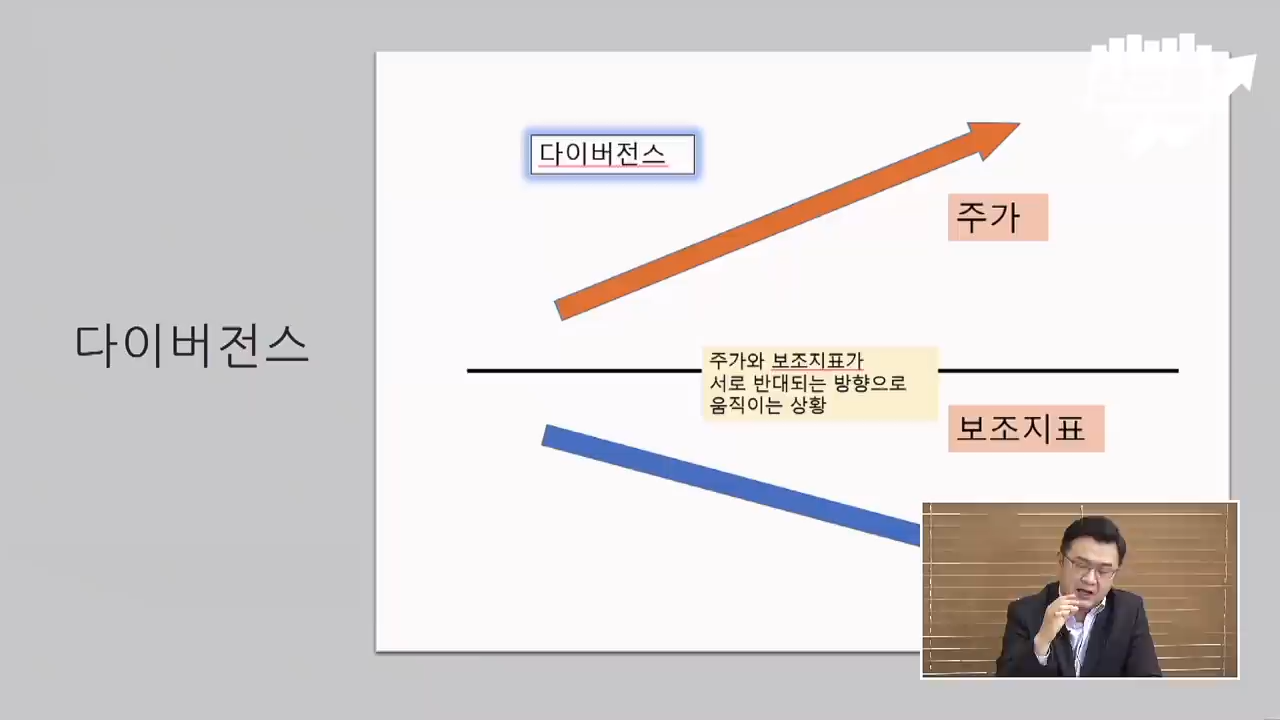 다이버전스
다이버전스
주가
주가와 보조지표가
서로 반대되는 방향으로
움직이는 상황
보조지표